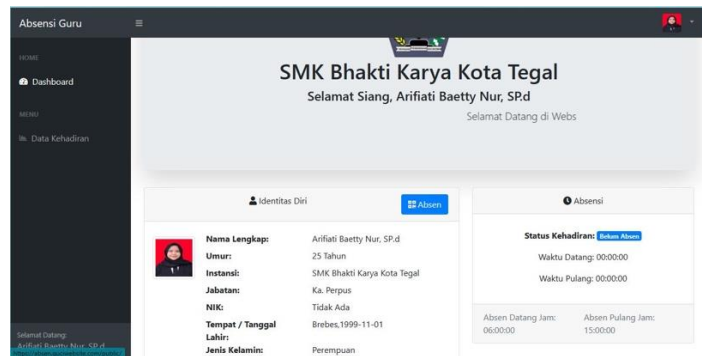 Absensi Guru
HOME
Dashboard
MENU
Data Kehadiran
Selamat Datang:
Arifiati Baetty Nur, SP.d
SMK Bhakti Karya Kota Tegal
Selamat Siang, Arifiati Baetty Nur, SP.d
Selamat Datang di Webs
Identitas Diri
Absen
Nama Lengkap: Arifiati Baetty Nur, SP.d
Umur: 25 Tahun
Instansi: SMK Bhakti Karya Kota Tegal
Jabatan: Ka. Perpus
NIK: Tidak Ada
Tempat / Tanggal Brebes,1999-11-01
Lahir:
Jenis Kelamin: Perempuan
Absensi
Status Kehadiran: Belum Absen
Waktu Datang: 00:00:00
Waktu Pulang: 00:00:00
Absen Datang Jam: Absen Pulang Jam:
06:00:00 15:00:00